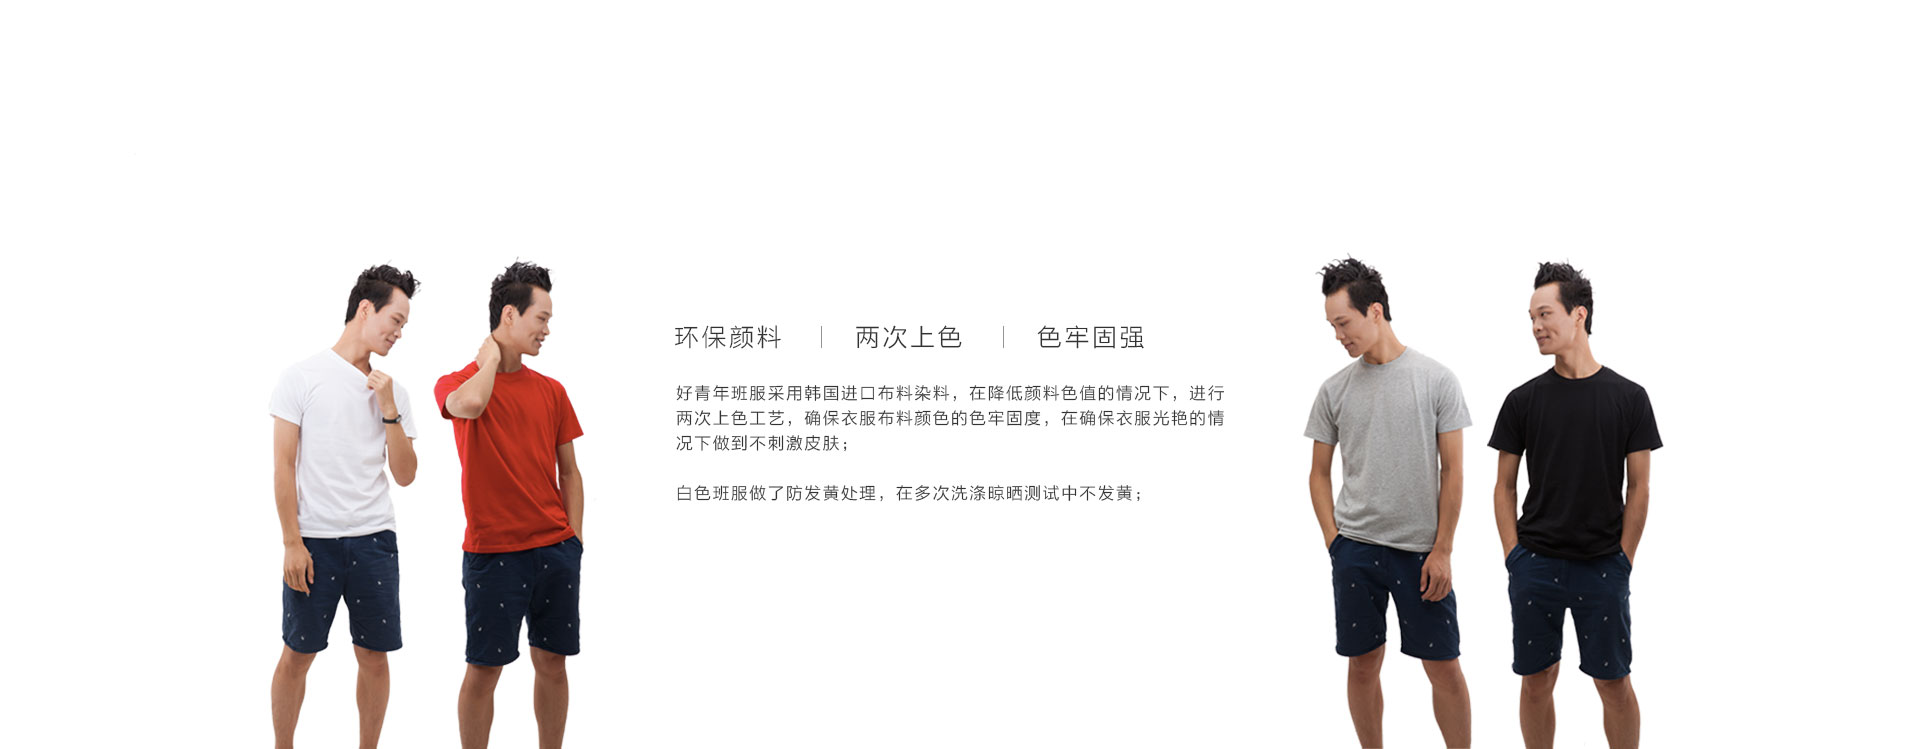 环保颜料 | 两次上色 | 色牢固强
好青年班服采用韩国进口布料染料，在降低颜料色值的情况下，进行
两次上色工艺，确保衣服布料颜色的色牢固度，在确保衣服光艳的情
况下做到不刺激皮肤；
白色班服做了防发黄处理，在多次洗涤晾晒测试中不发黄；